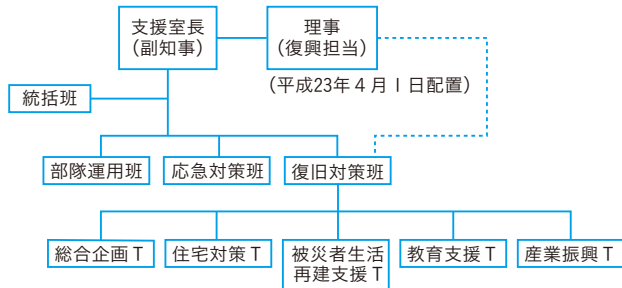 支援室長
(副知事)
理事
(復興担当)
(平成23年４月１日配置)
統括班
部隊運用班
応急対策班
復旧対策班
総合企画Ｔ
住宅対策Ｔ
被災者生活
再建支援Ｔ
教育支援Ｔ
産業振興Ｔ